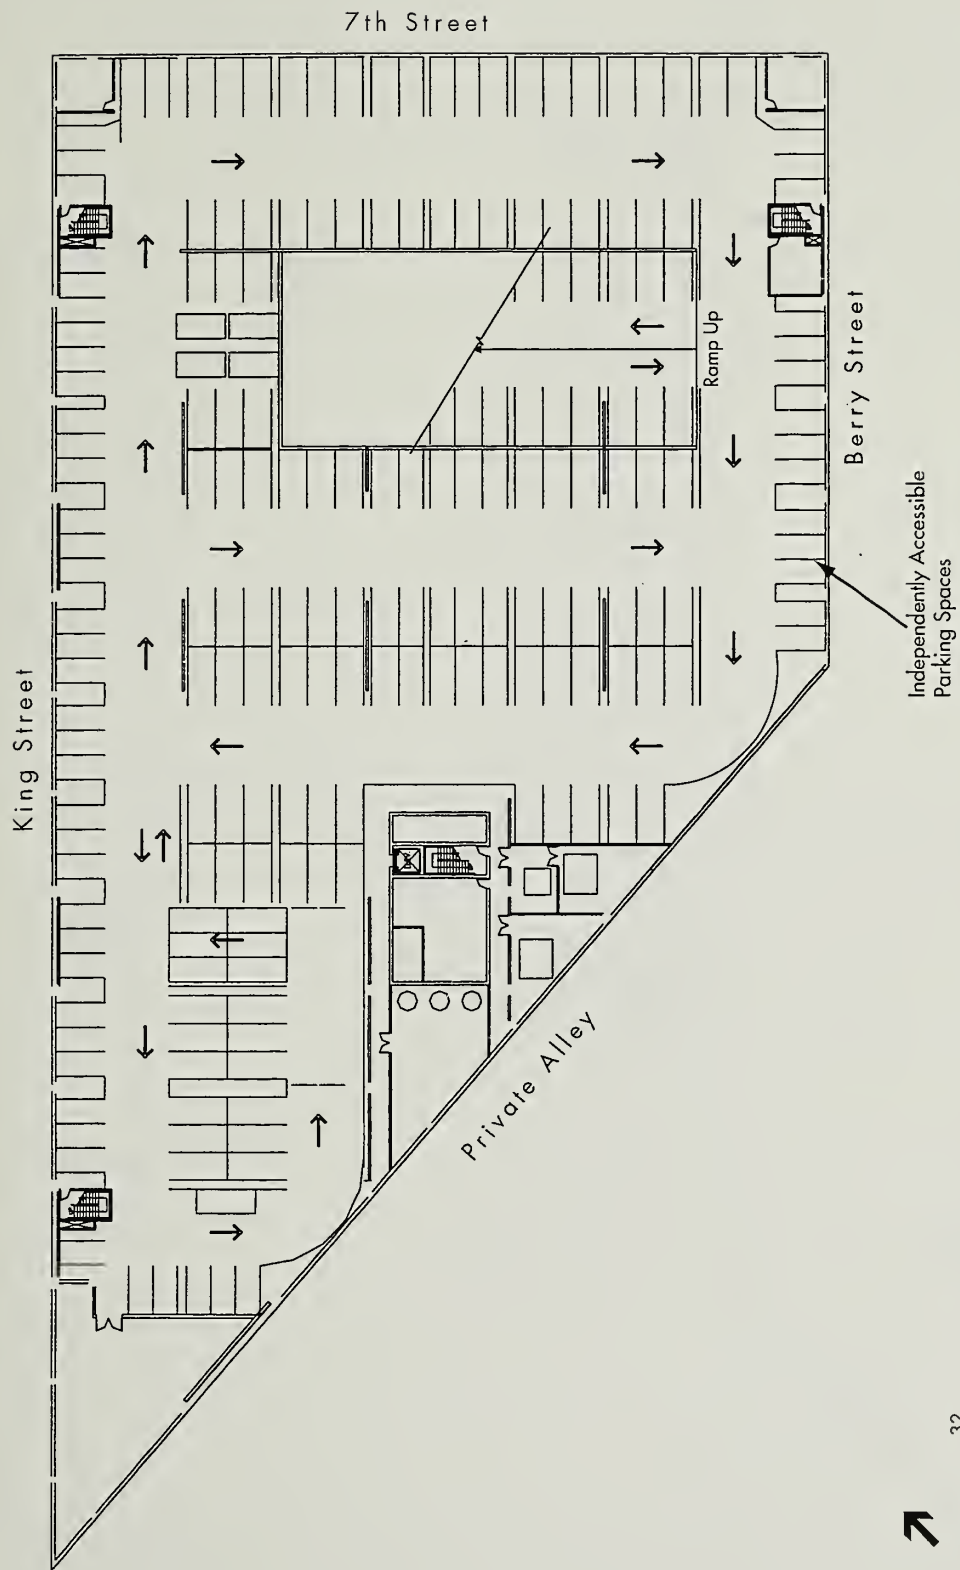 7th Street
King Street
Berry Street
Ramp Up
Independently Accessible
Parking Spaces
Private Alley
32